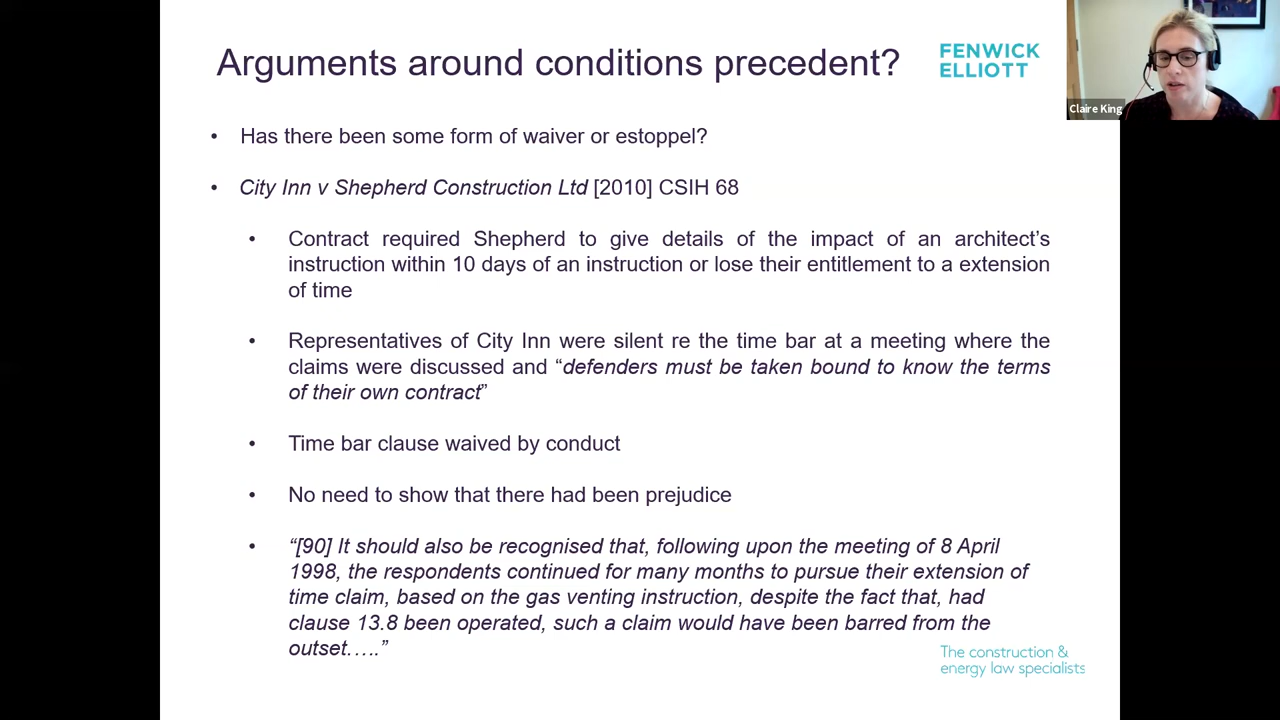 Arguments around conditions precedent?
FENWICK
ELLIOTT
Claire King
• Has there been some form of waiver or estoppel?
• City Inn v Shepherd Construction Ltd [2010] CSIH 68
• Contract required Shepherd to give details of the impact of an architect's
instruction within 10 days of an instruction or lose their entitlement to a extension
of time
• Representatives of City Inn were silent re the time bar at a meeting where the
claims were discussed and “defenders must be taken bound to know the terms
of their own contract”
• Time bar clause waived by conduct
• No need to show that there had been prejudice
• “[90] It should also be recognised that, following upon the meeting of 8 April
1998, the respondents continued for many months to pursue their extension of
time claim, based on the gas venting instruction, despite the fact that, had
clause 13.8 been operated, such a claim would have been barred from the
outset…..”
The construction &
energy law specialists